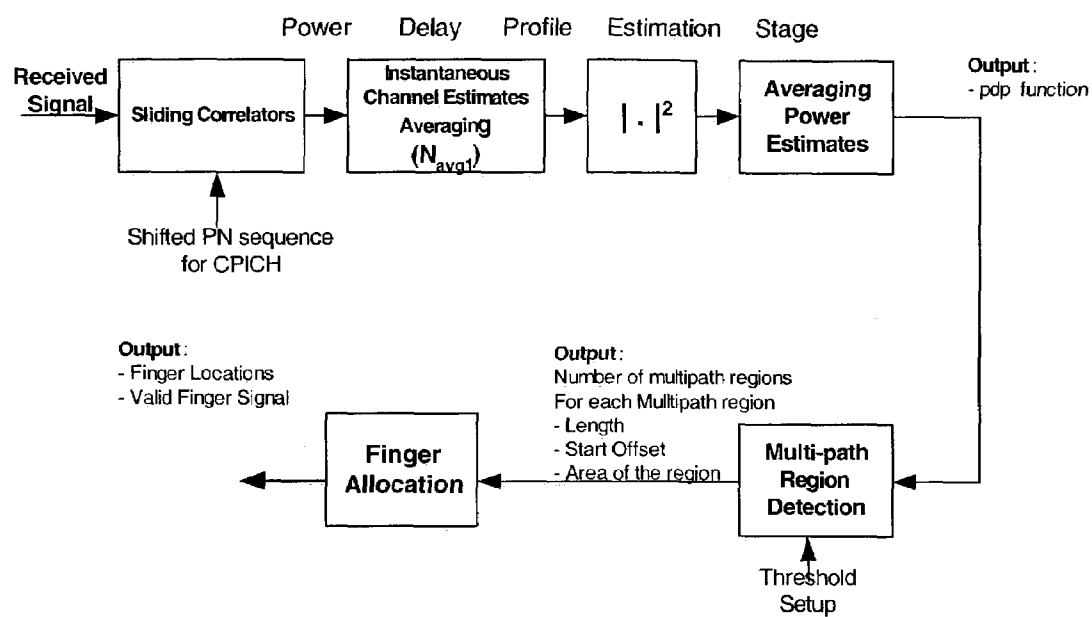 Power Delay Profile Estimation Stage
Received
Signal
Sliding Correlators
Instantaneous
Channel Estimates
Averaging
(N_avg1)
| . |²
Averaging
Power
Estimates
Output :
- pdp function
Shifted PN sequence
for CPICH
Output :
- Finger Locations
- Valid Finger Signal
Finger
Allocation
Output :
Number of multipath regions
For each Mulltipath region
- Length
- Start Offset
- Area of the region
Multi-path
Region
Detection
Threshold
Setup